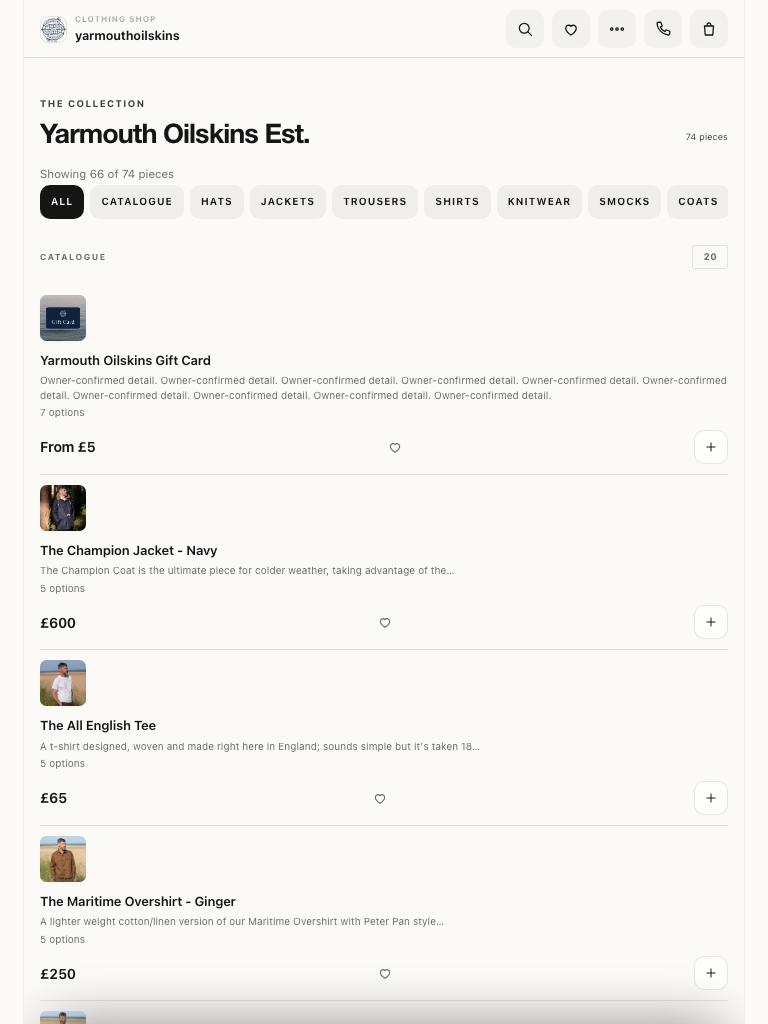 CLOTHING SHOP
yarmouthoilskins
THE COLLECTION
Yarmouth Oilskins Est.
74 pieces
Showing 66 of 74 pieces
ALL CATALOGUE HATS JACKETS TROUSERS SHIRTS KNITWEAR SMOCKS COATS
CATALOGUE 20
Gift Card
Yarmouth Oilskins Gift Card
Owner-confirmed detail. Owner-confirmed detail. Owner-confirmed detail. Owner-confirmed detail. Owner-confirmed detail. Owner-confirmed
detail. Owner-confirmed detail. Owner-confirmed detail. Owner-confirmed detail. Owner-confirmed detail.
7 options
From £5
The Champion Jacket - Navy
The Champion Coat is the ultimate piece for colder weather, taking advantage of the...
5 options
£600
The All English Tee
A t-shirt designed, woven and made right here in England; sounds simple but it's taken 18...
5 options
£65
The Maritime Overshirt - Ginger
A lighter weight cotton/linen version of our Maritime Overshirt with Peter Pan style...
5 options
£250